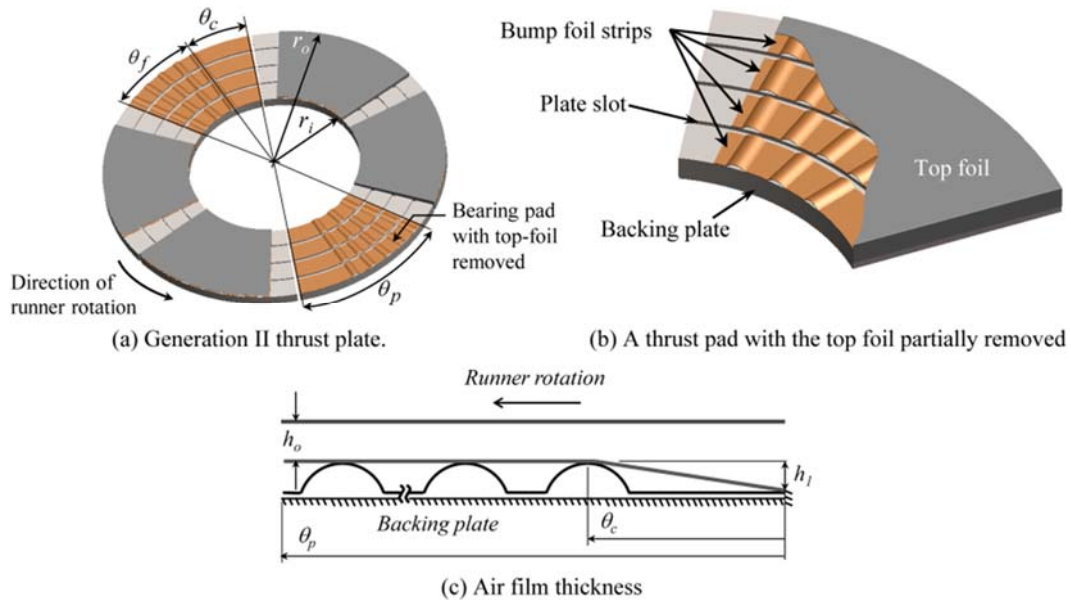 θc
θf
ro
ri
Bearing pad
with top-foil
removed
Direction of
runner rotation
θp
(a) Generation II thrust plate.
Bump foil strips
Plate slot
Top foil
Backing plate
(b) A thrust pad with the top foil partially removed
Runner rotation
ho
h1
Backing plate
θc
θp
(c) Air film thickness